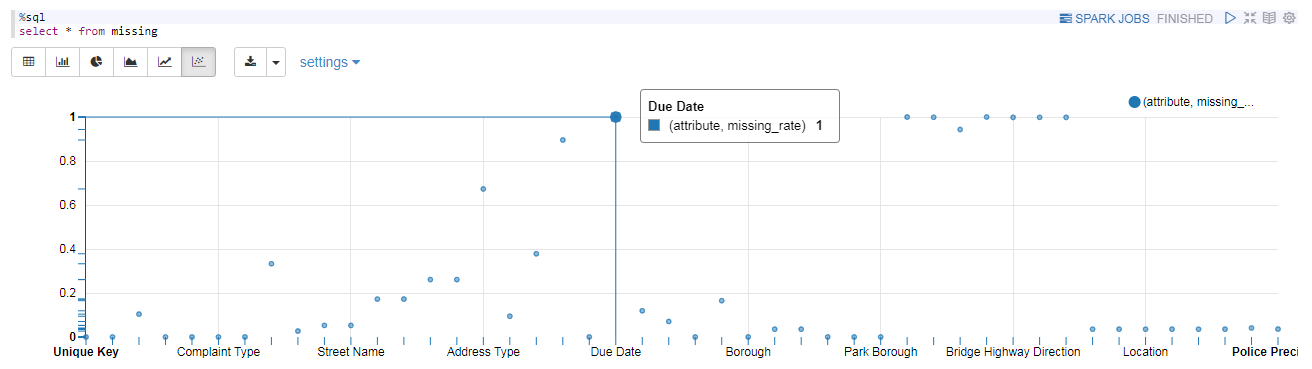 %sql
SPARK JOBS FINISHED
select * from missing
settings
(attribute, missing_...
Due Date
(attribute, missing_rate) 1
1
0.8
0.6
0.4
0.2
0
Unique Key Complaint Type Street Name Address Type Due Date Borough Park Borough Bridge Highway Direction Location Police Preci